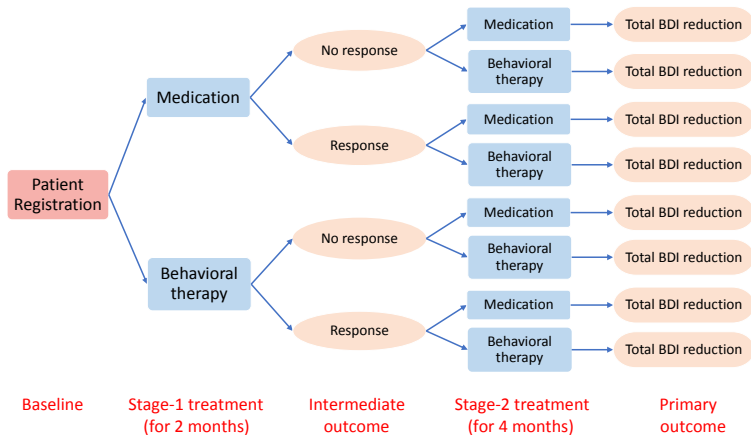 Patient
Registration
Medication
Behavioral
therapy
No response
Response
No response
Response
Medication
Behavioral
therapy
Medication
Behavioral
therapy
Medication
Behavioral
therapy
Medication
Behavioral
therapy
Total BDI reduction
Total BDI reduction
Total BDI reduction
Total BDI reduction
Total BDI reduction
Total BDI reduction
Total BDI reduction
Total BDI reduction
Baseline
Stage-1 treatment
(for 2 months)
Intermediate
outcome
Stage-2 treatment
(for 4 months)
Primary
outcome